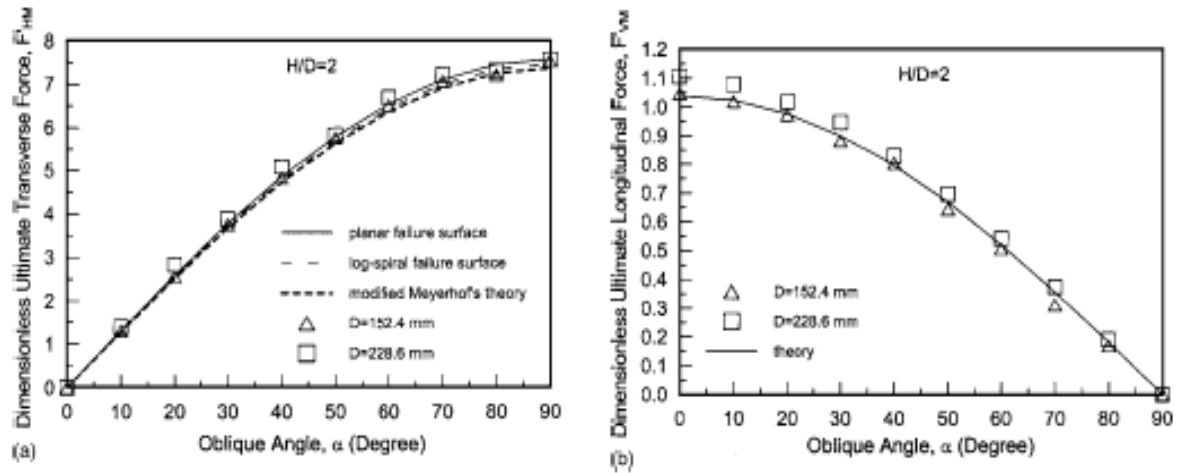 (a)
Dimensionless Ultimate Transverse Force, F'HM
8
7
6
5
4
3
2
1
0
H/D=2
planar failure surface
log-spiral failure surface
modified Meyerhof's theory
D=152.4 mm
D=228.6 mm
0 10 20 30 40 50 60 70 80 90
Oblique Angle, α (Degree)
(a)
(b)
Dimensionless Ultimate Longitudinal Force, F'VM
1.2
1.1
1.0
0.9
0.8
0.7
0.6
0.5
0.4
0.3
0.2
0.1
0.0
H/D=2
D=152.4 mm
D=228.6 mm
theory
0 10 20 30 40 50 60 70 80 90
Oblique Angle, α (Degree)
(b)